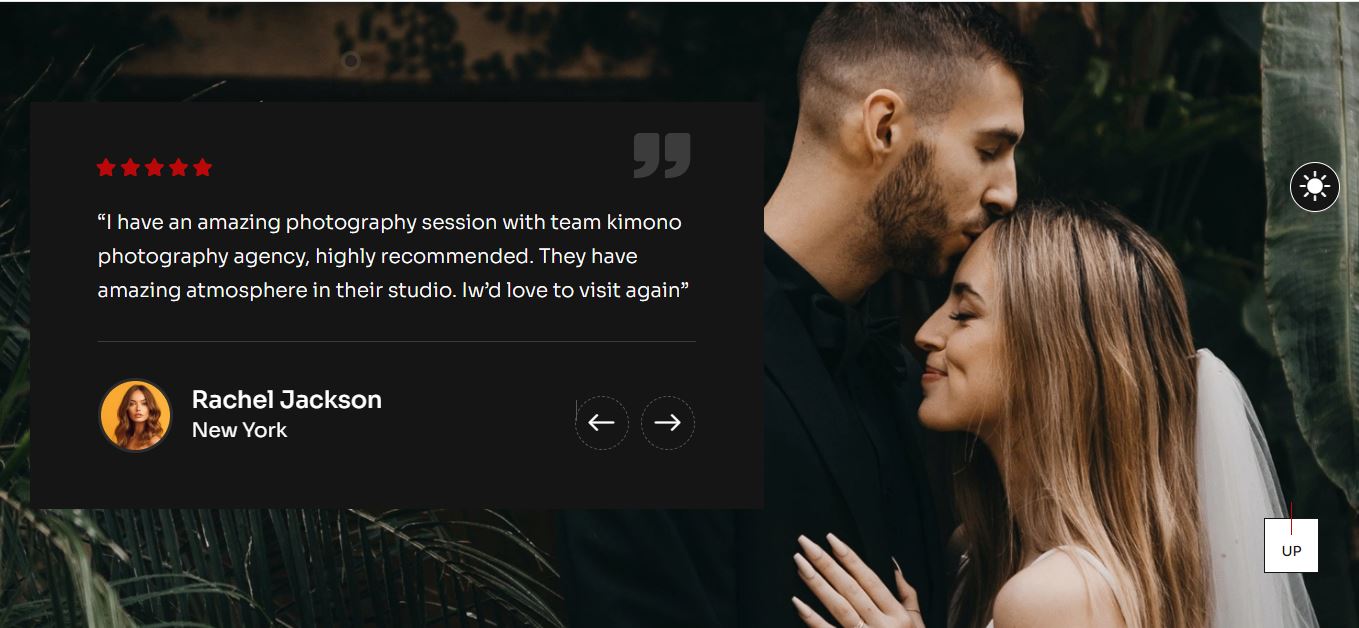 “I have an amazing photography session with team kimono
photography agency, highly recommended. They have
amazing atmosphere in their studio. Iw’d love to visit again”
Rachel Jackson
New York
UP